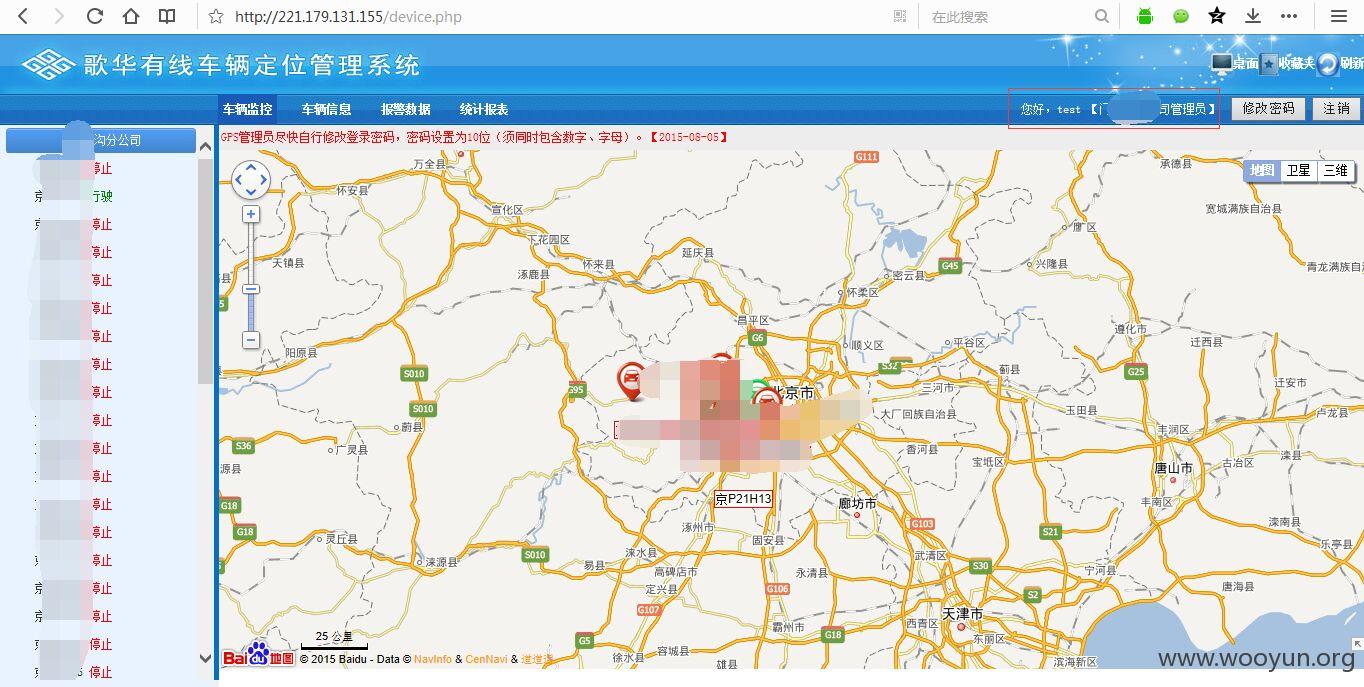 http://221.179.131.155/device.php
在此搜索
歌华有线车辆定位管理系统
桌面
收藏夹
刷新
车辆监控
车辆信息
报警数据
统计报表
您好，test 【门
司管理员】
修改密码
注销
沟分公司
GPS管理员尽快自行修改登录密码，密码设置为10位（须同时包含数字、字母）。【2015-08-05】
停止
京 行驶
停止
停止
停止
停止
停止
停止
停止
停止
停止
停止
停止
停止
京 停止
京 停止
京 停止
京 停止
停止
地图
卫星
三维
万全县
G111
承德县
怀安县
宣化区
宽城满族自治县
下花园区
延庆县
天镇县
怀来县
涿鹿县
G45
密云县
兴隆县
青龙满族自治
怀柔区
昌平区
G6
顺义区
平谷区
遵化市
迁西县
阳原县
S010
G95
S32
蓟县
G25
三河市
迁安市
北京市
S010
大厂回族自治县
玉田县
卢龙县
蔚县
丰润区
S36
广灵县
香河县
宝坻区
古冶区
滦县
唐山市
京P21H13
廊坊市
丰南区
G18
G18
涿州市
G103
S21
滦南县
灵丘县
固安县
武清区
乐亭县
S010
涞源县
涞水县
易县
高碑店市
永清县
S30
宁河县
定兴县
G106
唐海县
S2
G107
霸州市
天津市
西青区
G18
东丽区
25 公里
G5
容城县
徐水县
雄县
滨海新区
Bai du 地图
© 2015 Baidu - Data © NavInfo & CenNavi & 道道通
www.wooyun.org